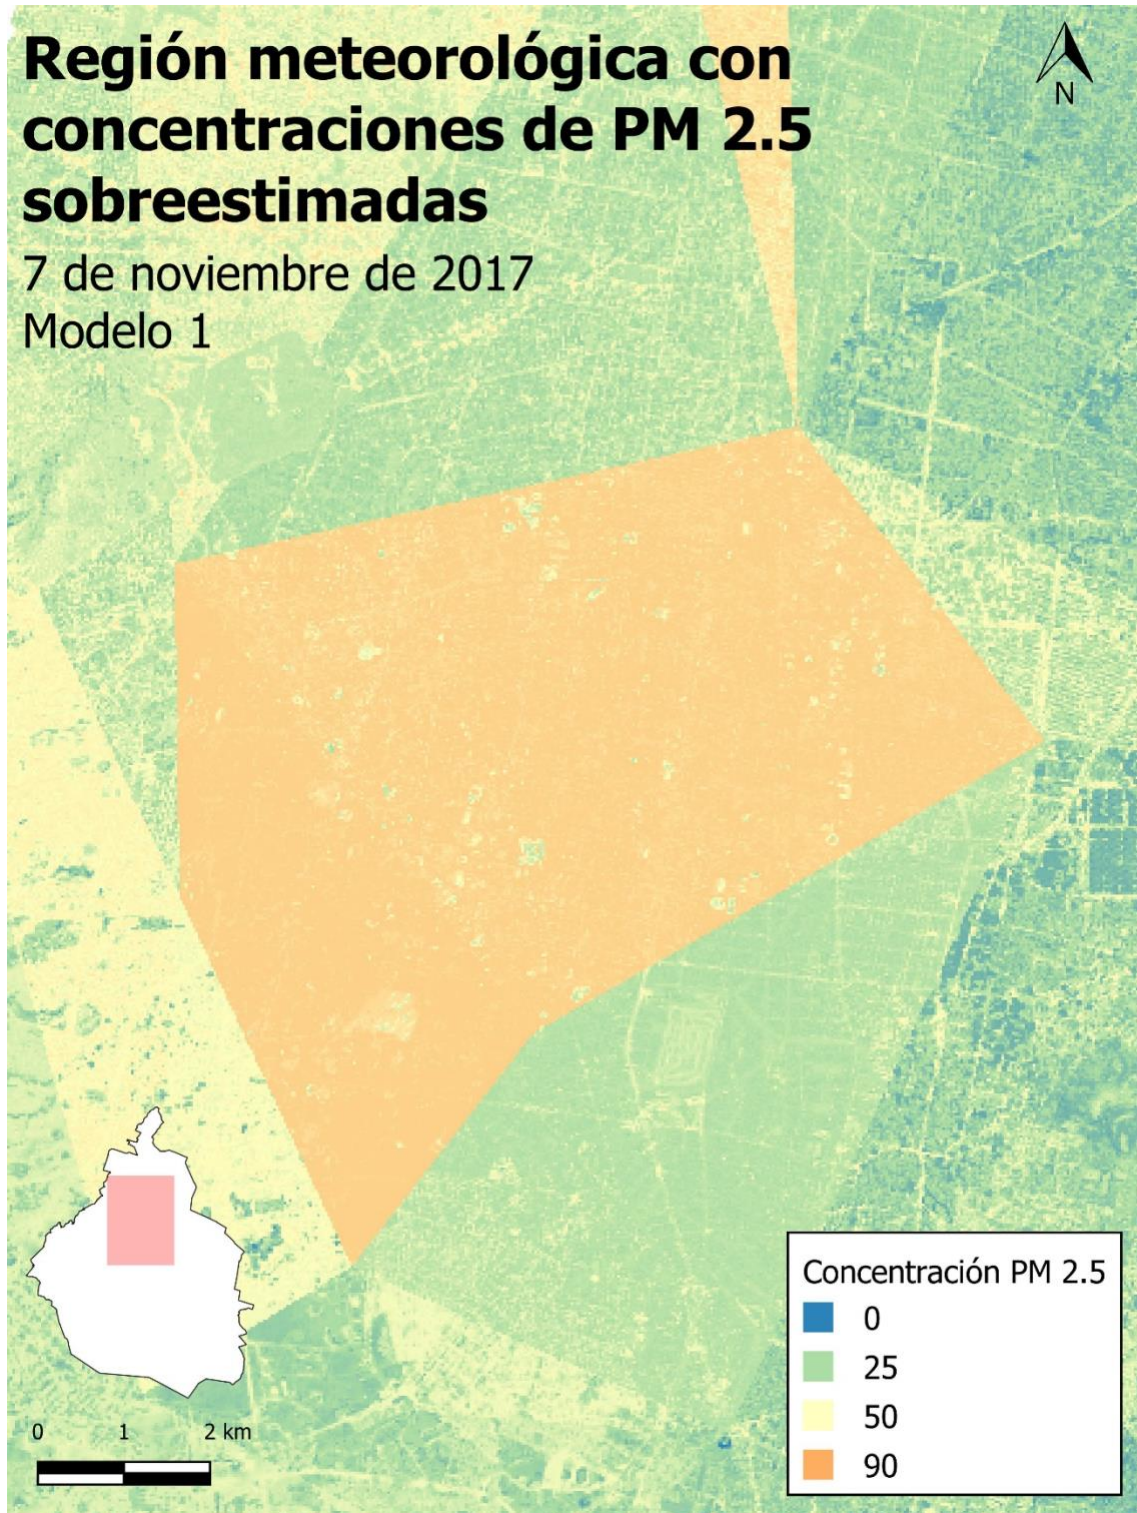 Región meteorológica con
concentraciones de PM 2.5
sobreestimadas
7 de noviembre de 2017
Modelo 1
N
Concentración PM 2.5
0
25
50
90
0 1 2 km